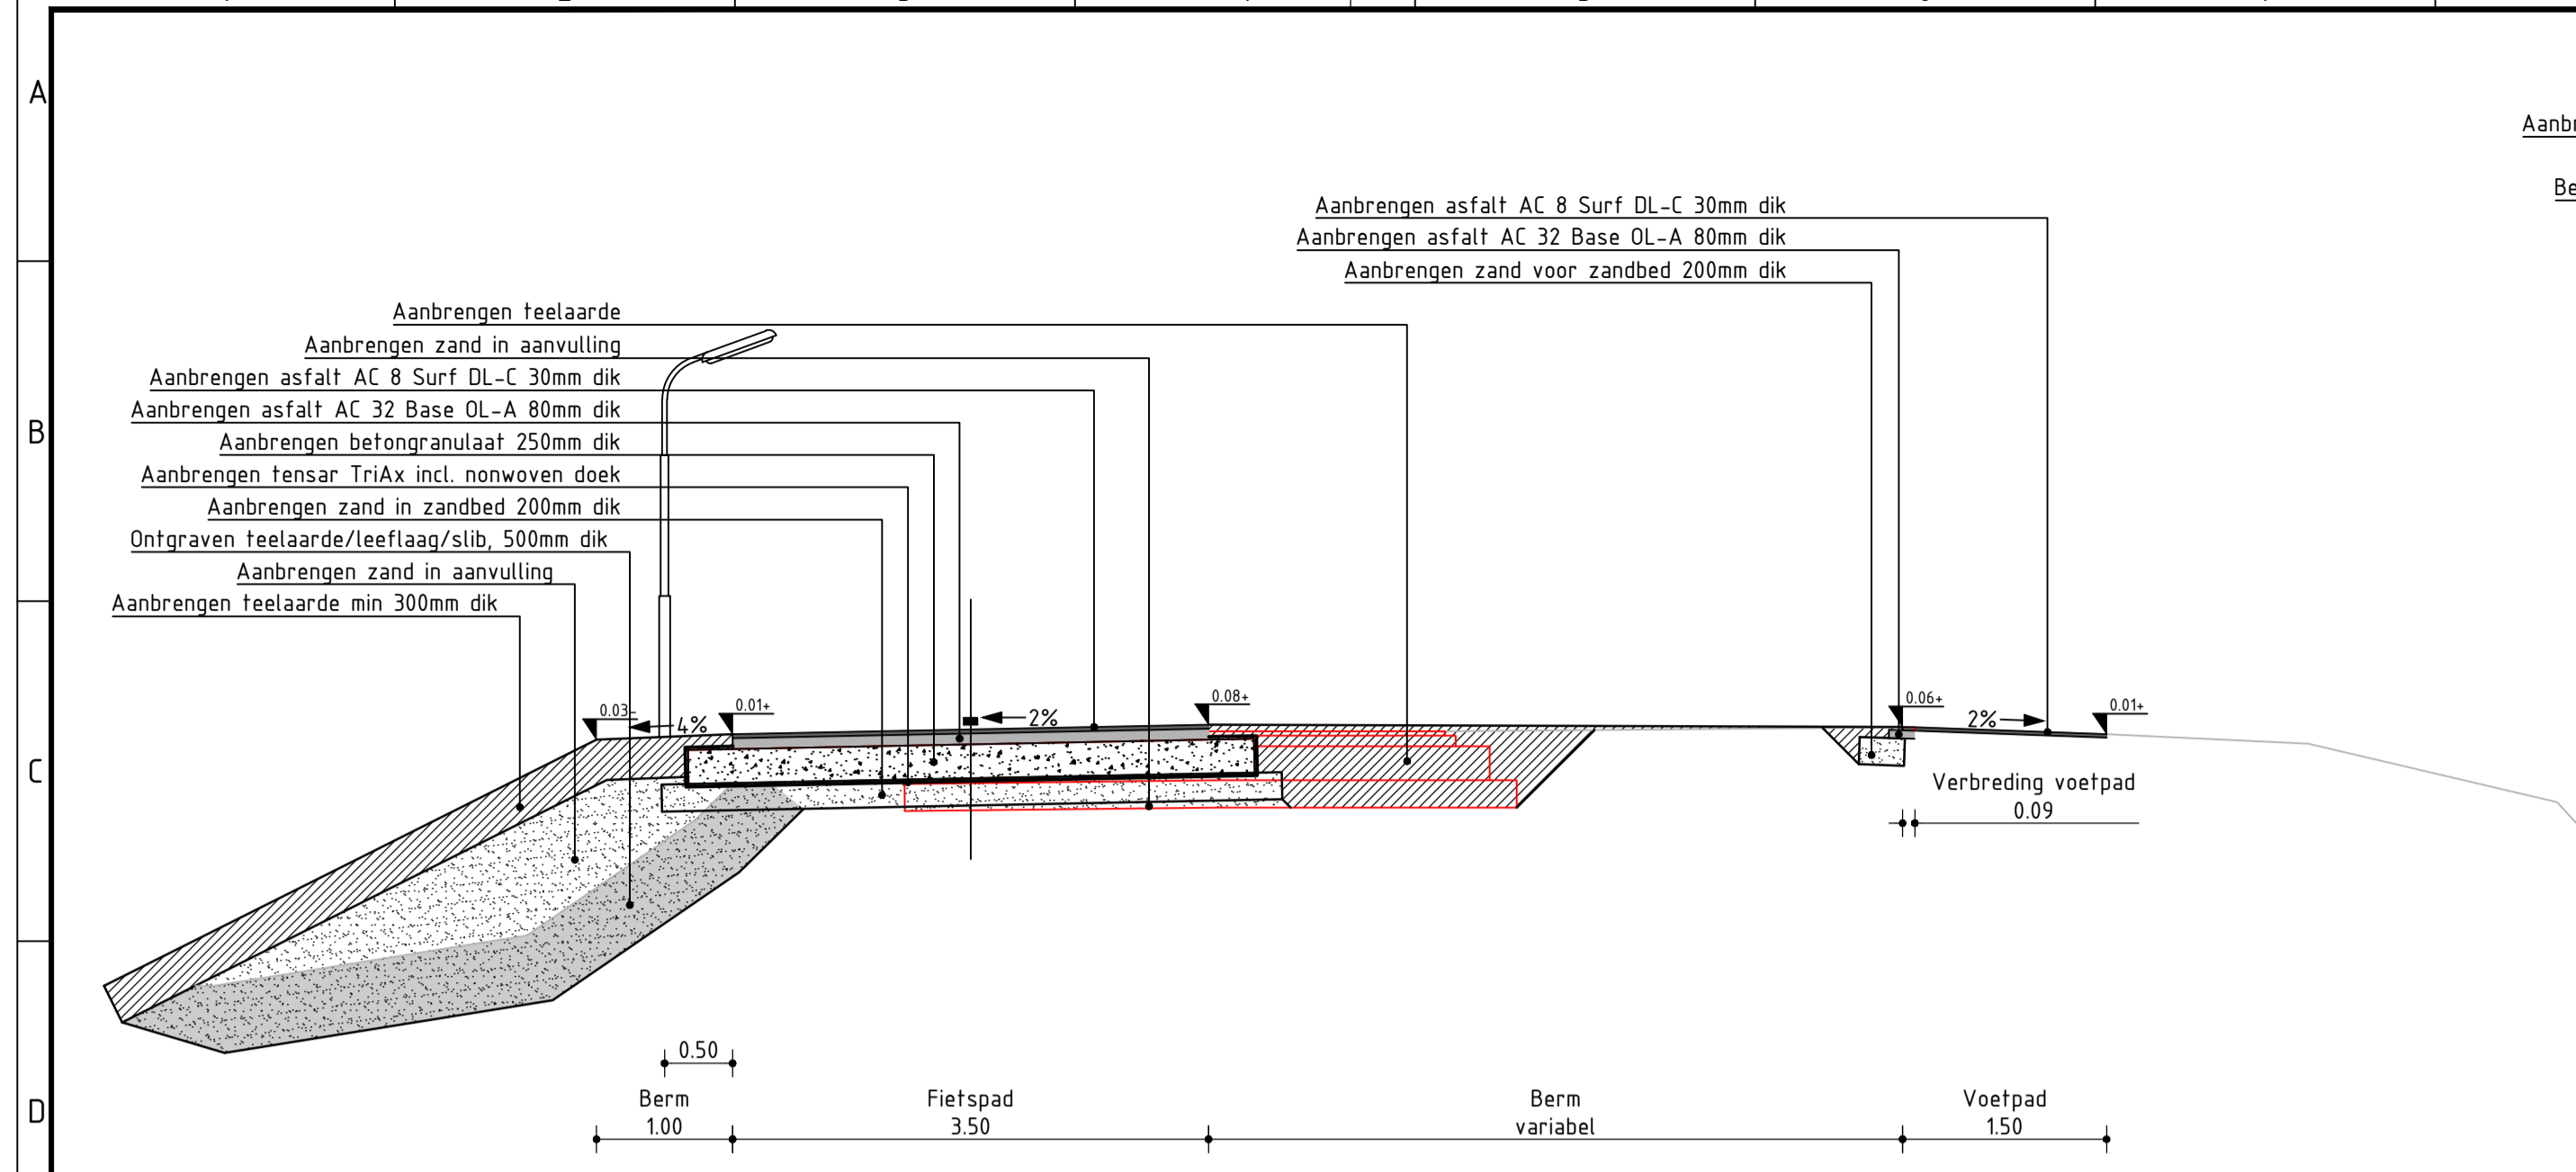 A
Aanbr
Be
Aanbrengen asfalt AC 8 Surf DL-C 30mm dik
Aanbrengen asfalt AC 32 Base OL-A 80mm dik
Aanbrengen zand voor zandbed 200mm dik
Aanbrengen teelaarde
Aanbrengen zand in aanvulling
Aanbrengen asfalt AC 8 Surf DL-C 30mm dik
Aanbrengen asfalt AC 32 Base OL-A 80mm dik
B
Aanbrengen betongranulaat 250mm dik
Aanbrengen tensar TriAx incl. nonwoven doek
Aanbrengen zand in zandbed 200mm dik
Ontgraven teelaarde/leeflaag/slib, 500mm dik
Aanbrengen zand in aanvulling
Aanbrengen teelaarde min 300mm dik
0.03- 4% 0.01+ 2% 0.08+ 0.06+ 2% 0.01+
C
Verbreding voetpad
0.09
0.50
D
Berm Fietspad Berm Voetpad
1.00 3.50 variabel 1.50